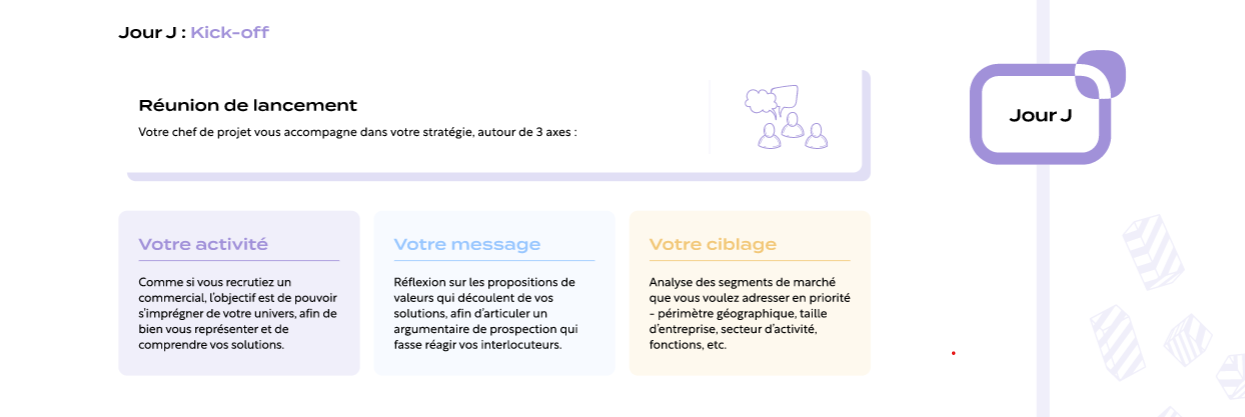 Jour J : Kick-off
Jour J
Réunion de lancement
Votre chef de projet vous accompagne dans votre stratégie, autour de 3 axes :
Votre activité
Comme si vous recrutiez un
commercial, l'objectif est de pouvoir
s'imprégner de votre univers, afin de
bien vous représenter et de
comprendre vos solutions.
Votre message
Réflexion sur les propositions de
valeurs qui découlent de vos
solutions, afin d'articuler un
argumentaire de prospection qui
fasse réagir vos interlocuteurs.
Votre ciblage
Analyse des segments de marché
que vous voulez adresser en priorité
- périmètre géographique, taille
d'entreprise, secteur d'activité,
fonctions, etc.